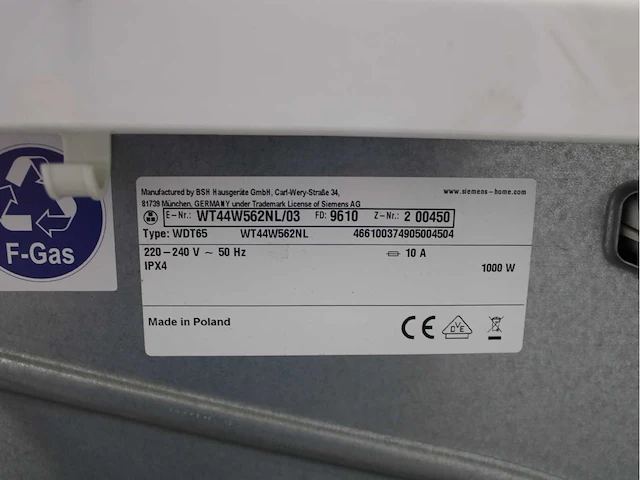 F-Gas
Manufactured by BSH Hausgeräte GmbH, Carl-Wery-Straße 34,
81739 München, GERMANY under Trademark License of Siemens AG
www.siemens-home.com
E-Nr.: WT44W562NL/03 FD: 9610 Z-Nr.: 2 00450
Type: WDT65 WT44W562NL 466100374905004504
220-240 V ~ 50 Hz 10 A
IPX4 1000 W
Made in Poland
CE DVE